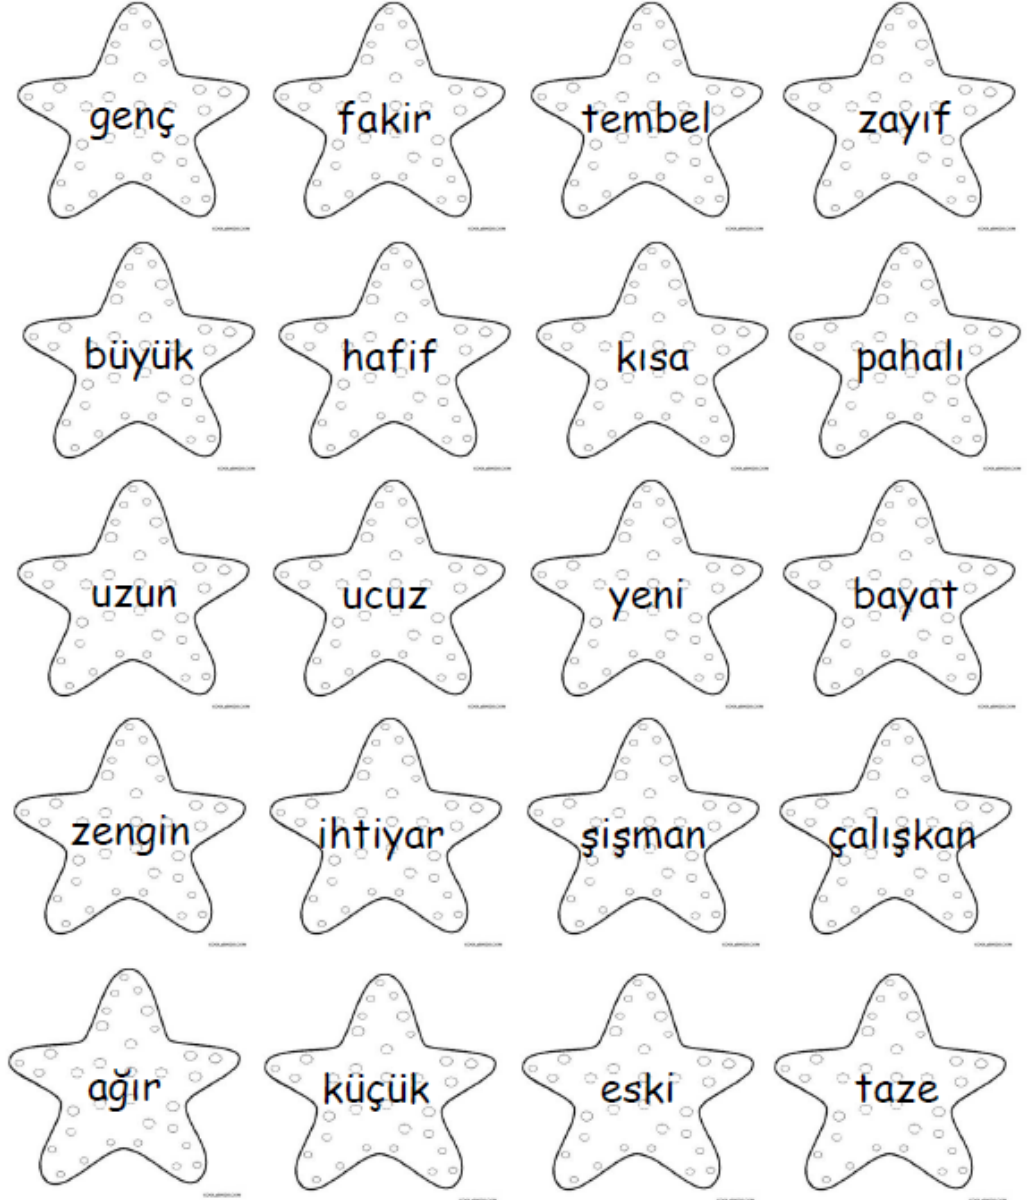 genç fakir tembel zayıf
büyük hafif kısa pahalı
uzun ucuz yeni bayat
zengin ihtiyar şişman çalışkan
ağır küçük eski taze